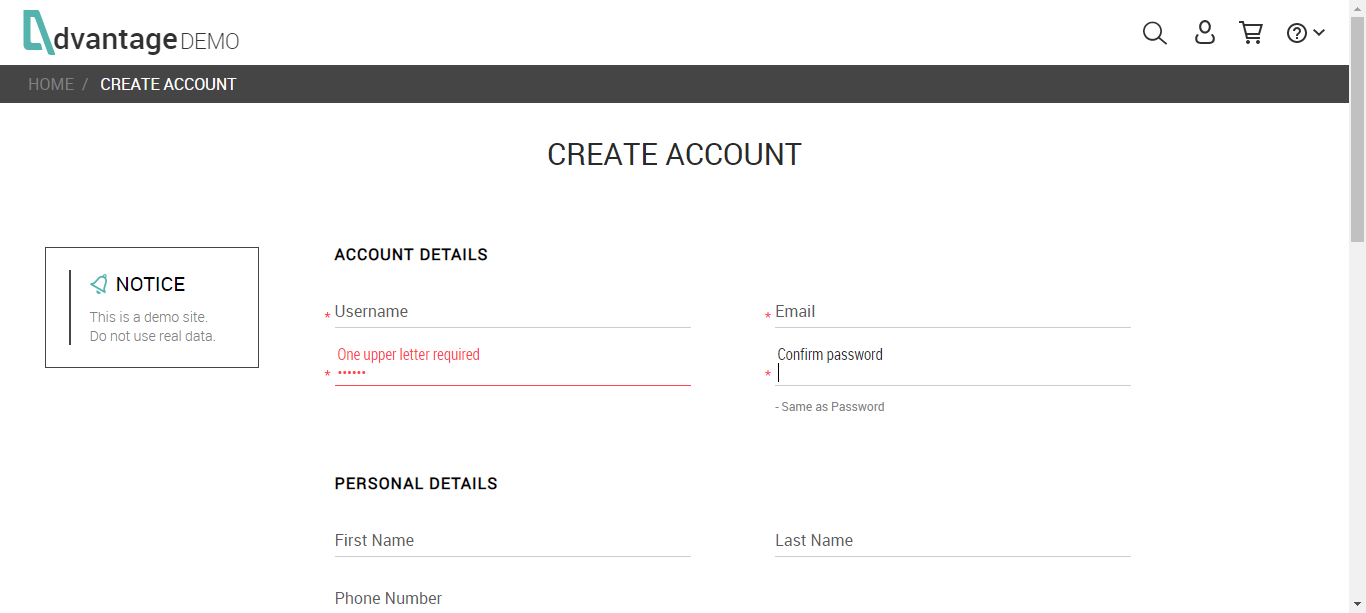 dvantage DEMO
HOME / CREATE ACCOUNT
CREATE ACCOUNT
NOTICE
This is a demo site.
Do not use real data.
ACCOUNT DETAILS
* Username
* Email
One upper letter required
* ••••••
Confirm password
*
- Same as Password
PERSONAL DETAILS
First Name
Last Name
Phone Number